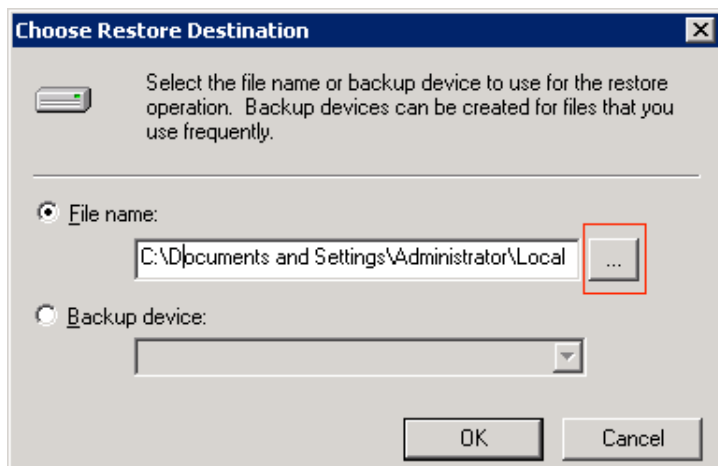 Choose Restore Destination
Select the file name or backup device to use for the restore
operation. Backup devices can be created for files that you
use frequently.
File name:
C:\Documents and Settings\Administrator\Local
...
Backup device:
OK
Cancel